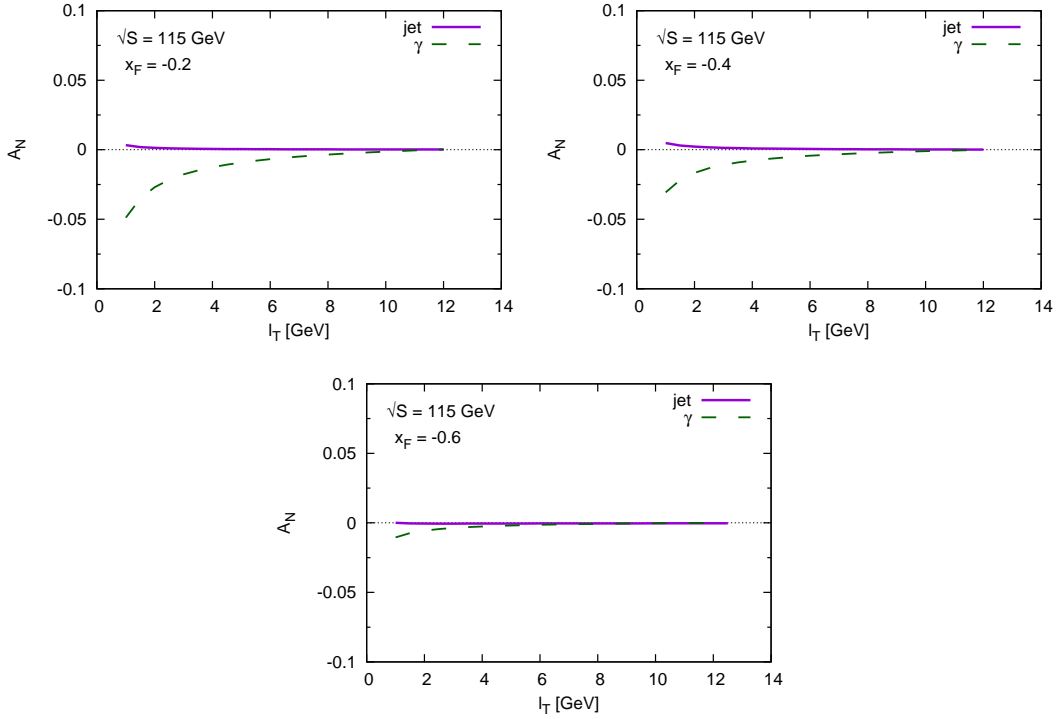 0.1
0.05
0
-0.05
-0.1
A_N
√S = 115 GeV
x_F = -0.2
jet
γ
0 2 4 6 8 10 12 14
l_T [GeV]
0.1
0.05
0
-0.05
-0.1
A_N
√S = 115 GeV
x_F = -0.4
jet
γ
0 2 4 6 8 10 12 14
l_T [GeV]
0.1
0.05
0
-0.05
-0.1
A_N
√S = 115 GeV
x_F = -0.6
jet
γ
0 2 4 6 8 10 12 14
l_T [GeV]